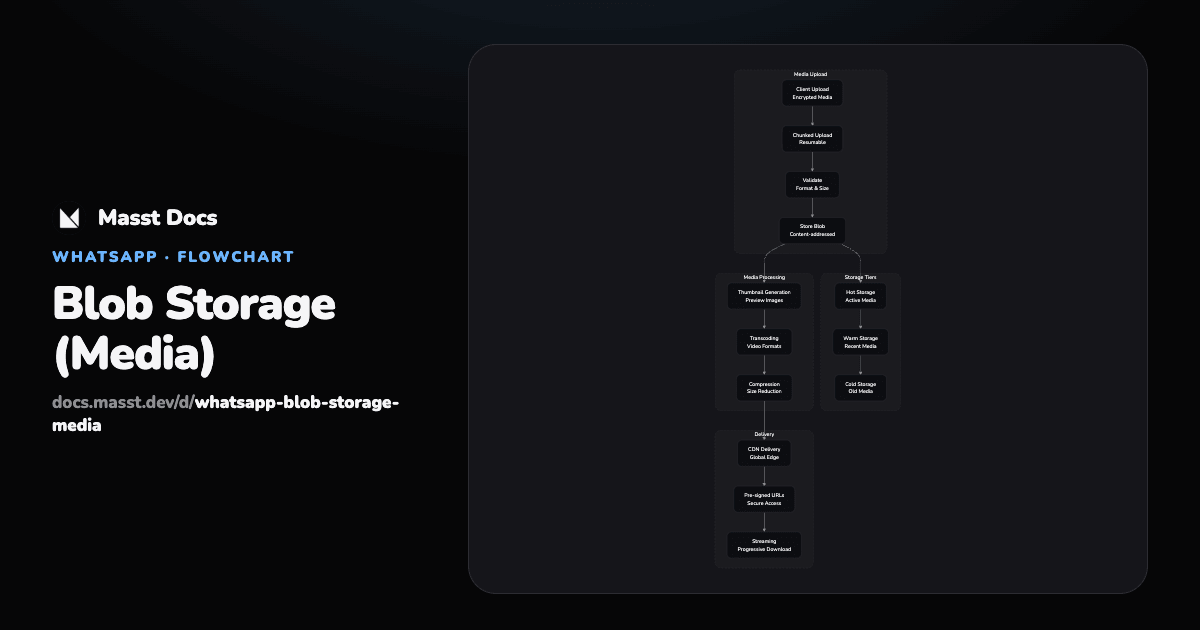 Masst Docs
WHATSAPP · FLOWCHART
Blob Storage
(Media)
docs.masst.dev/d/whatsapp-blob-storage-
media
Media Upload
Client Upload
Encrypted Media
Chunked Upload
Resumable
Validate
Format & Size
Store Blob
Content-addressed
Media Processing
Thumbnail Generation
Preview Images
Transcoding
Video Formats
Compression
Size Reduction
Storage Tiers
Hot Storage
Active Media
Warm Storage
Recent Media
Cold Storage
Old Media
Delivery
CDN Delivery
Global Edge
Pre-signed URLs
Secure Access
Streaming
Progressive Download